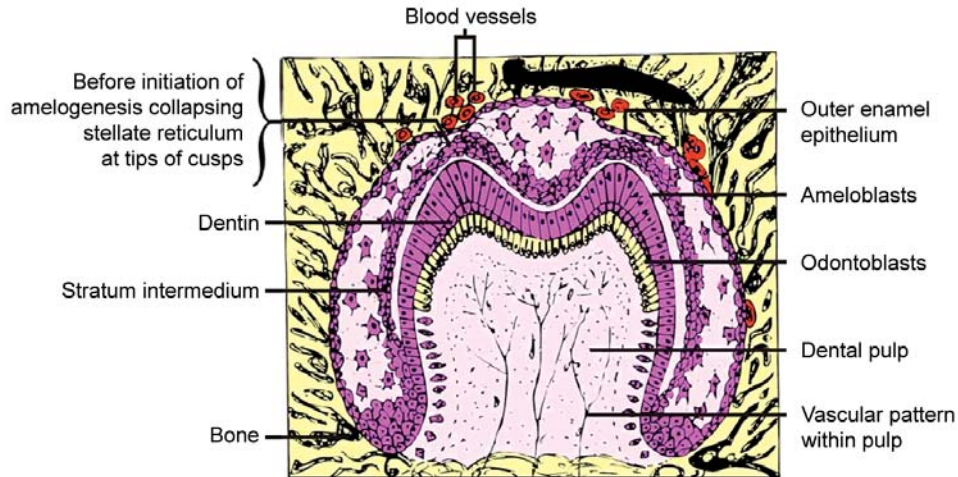 Blood vessels
Before initiation of
amelogenesis collapsing
stellate reticulum
at tips of cusps
Dentin
Stratum intermedium
Bone
Outer enamel
epithelium
Ameloblasts
Odontoblasts
Dental pulp
Vascular pattern
within pulp